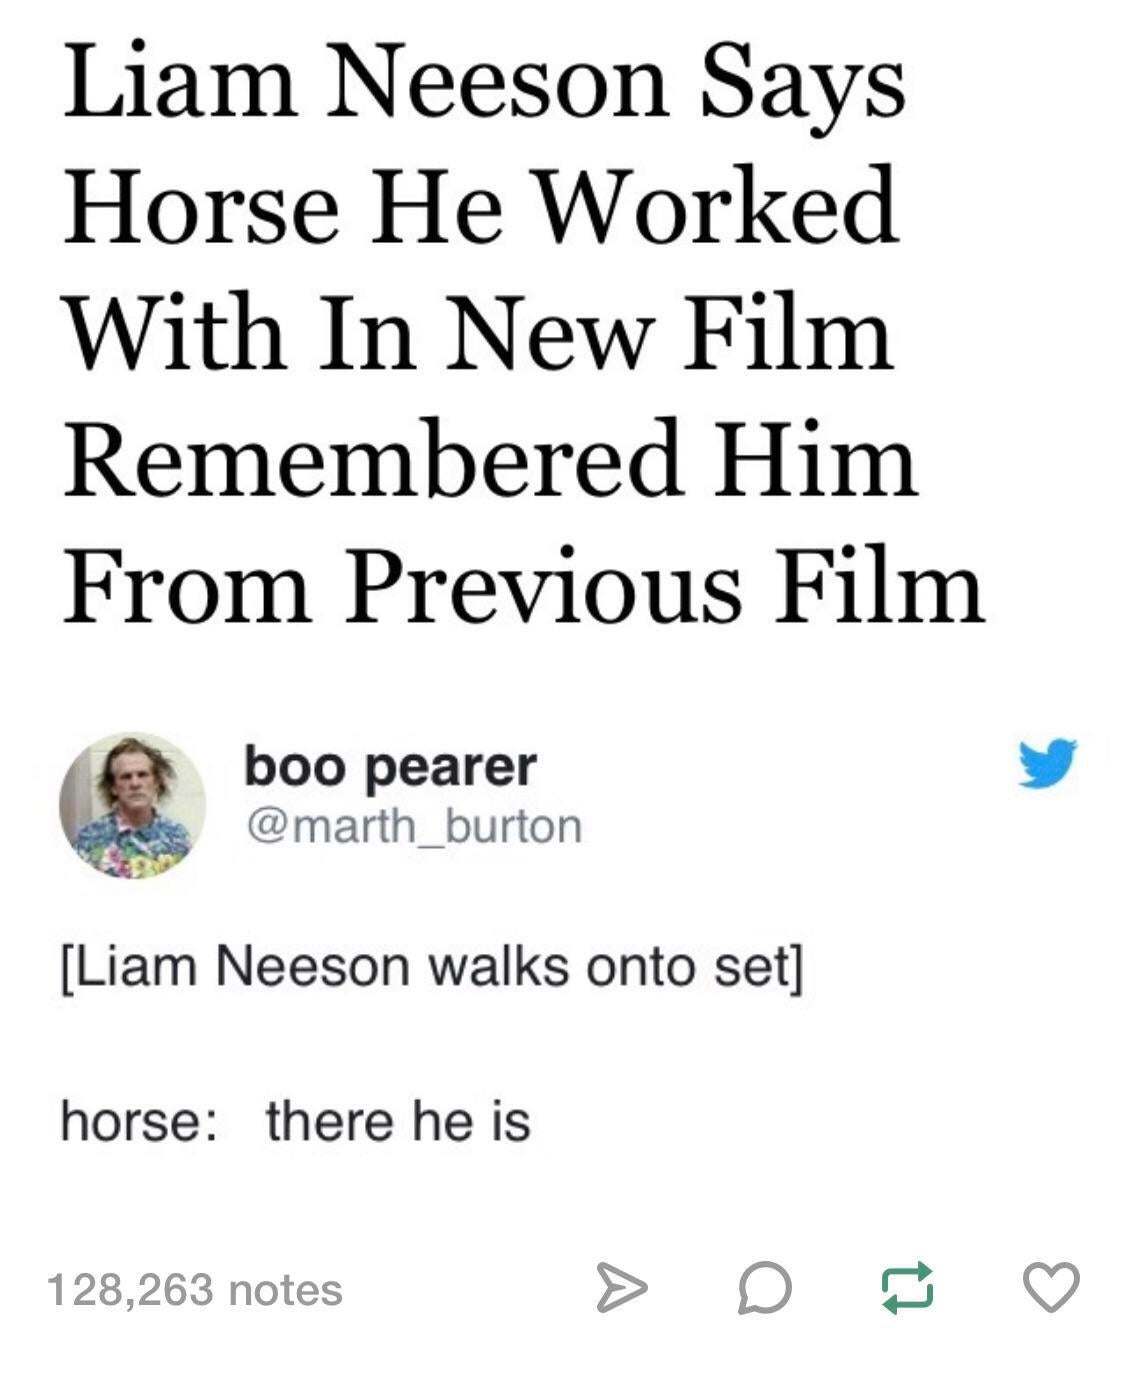 Liam Neeson Says
Horse He Worked
With In New Film
Remembered Him
From Previous Film
boo pearer
@marth_burton
[Liam Neeson walks onto set]
horse: there he is
128,263 notes